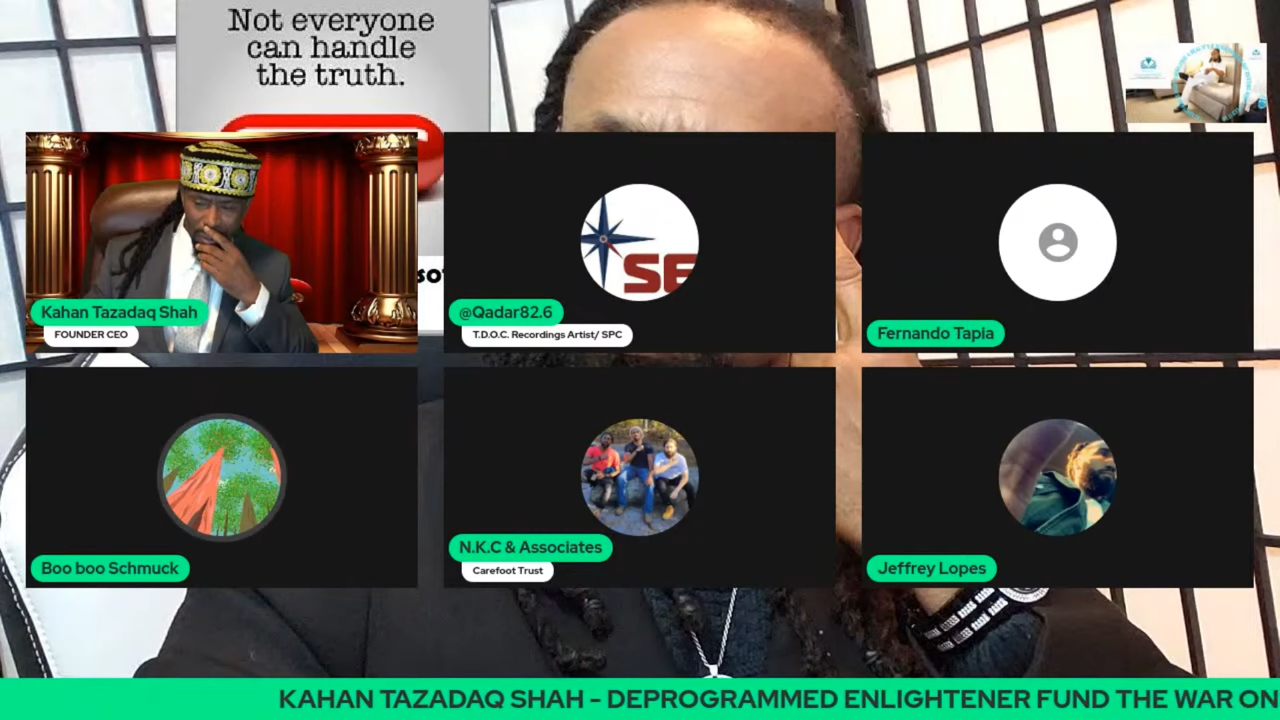 Not everyone
can handle
the truth.
so
Kahan Tazadaq Shah
FOUNDER CEO
SE
@Qadar82.6
T.D.O.C. Recordings Artist/ SPC
Fernando Tapia
Boo boo Schmuck
N.K.C & Associates
Carefoot Trust
Jeffrey Lopes
KAHAN TAZADAQ SHAH - DEPROGRAMMED ENLIGHTENER FUND THE WAR ON